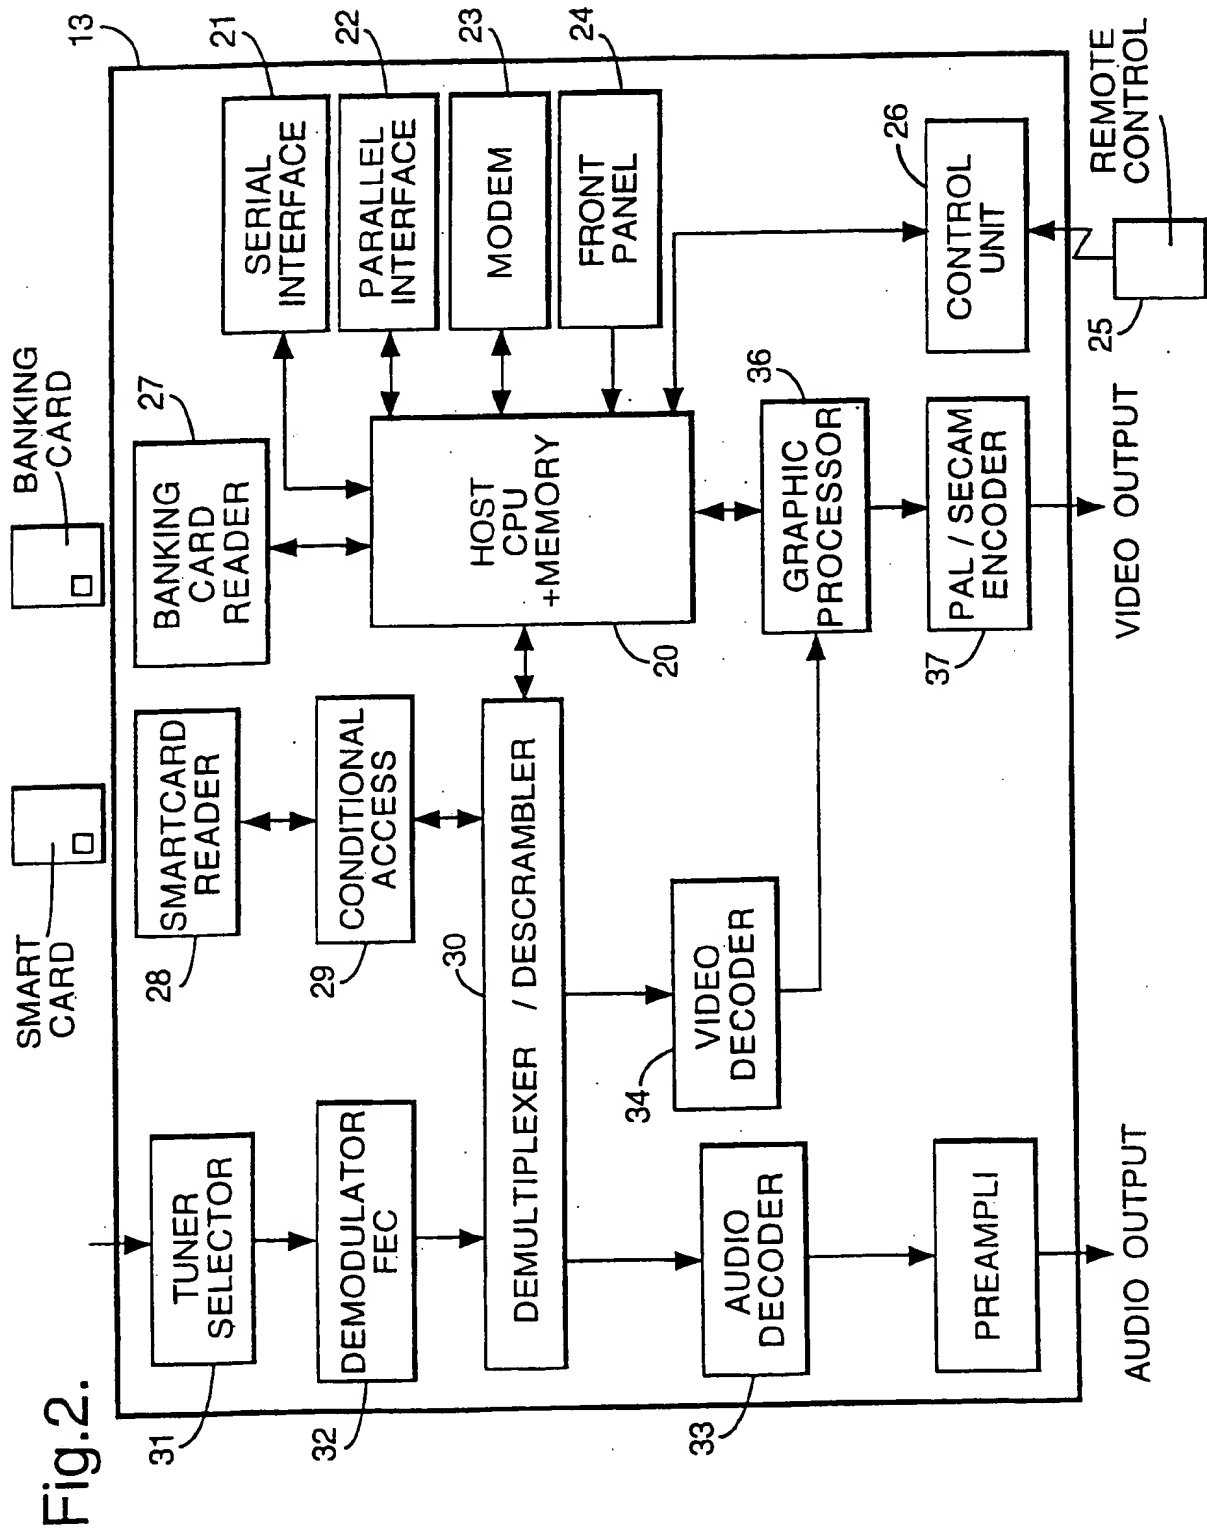 Fig.2.
SMART
CARD
BANKING
CARD
13
31
TUNER
SELECTOR
28
SMARTCARD
READER
27
BANKING
CARD
READER
21
SERIAL
INTERFACE
22
PARALLEL
INTERFACE
23
MODEM
24
FRONT
PANEL
32
DEMODULATOR
FEC
29
CONDITIONAL
ACCESS
30
DEMULTIPLEXER / DESCRAMBLER
HOST
CPU
+MEMORY
20
34
VIDEO
DECODER
33
AUDIO
DECODER
36
GRAPHIC
PROCESSOR
26
CONTROL
UNIT
PREAMPLI
37
PAL / SECAM
ENCODER
25
REMOTE
CONTROL
AUDIO OUTPUT
VIDEO OUTPUT